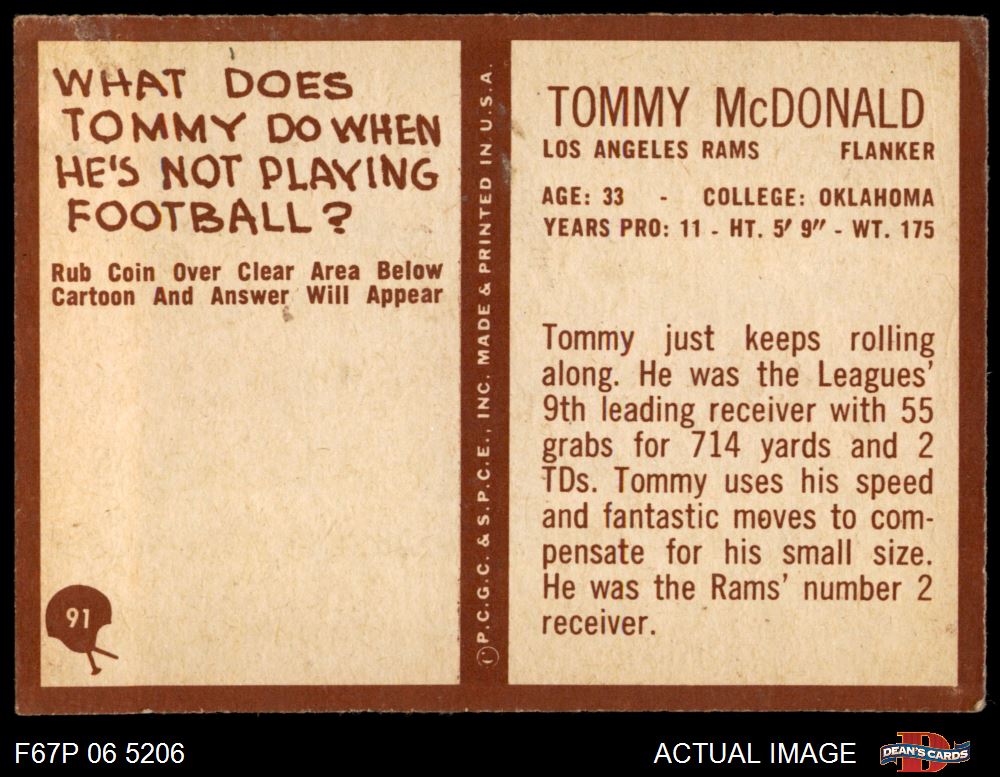 WHAT DOES
TOMMY DO WHEN
HE'S NOT PLAYING
FOOTBALL?
Rub Coin Over Clear Area Below
Cartoon And Answer Will Appear
91
P.C.G.C. & S.P.C.E., INC. MADE & PRINTED IN U.S.A.
TOMMY McDONALD
LOS ANGELES RAMS FLANKER
AGE: 33 - COLLEGE: OKLAHOMA
YEARS PRO: 11 - HT. 5' 9" - WT. 175
Tommy just keeps rolling
along. He was the Leagues'
9th leading receiver with 55
grabs for 714 yards and 2
TDs. Tommy uses his speed
and fantastic moves to com-
pensate for his small size.
He was the Rams' number 2
receiver.
F67P 06 5206
ACTUAL IMAGE
DEAN'S CARDS